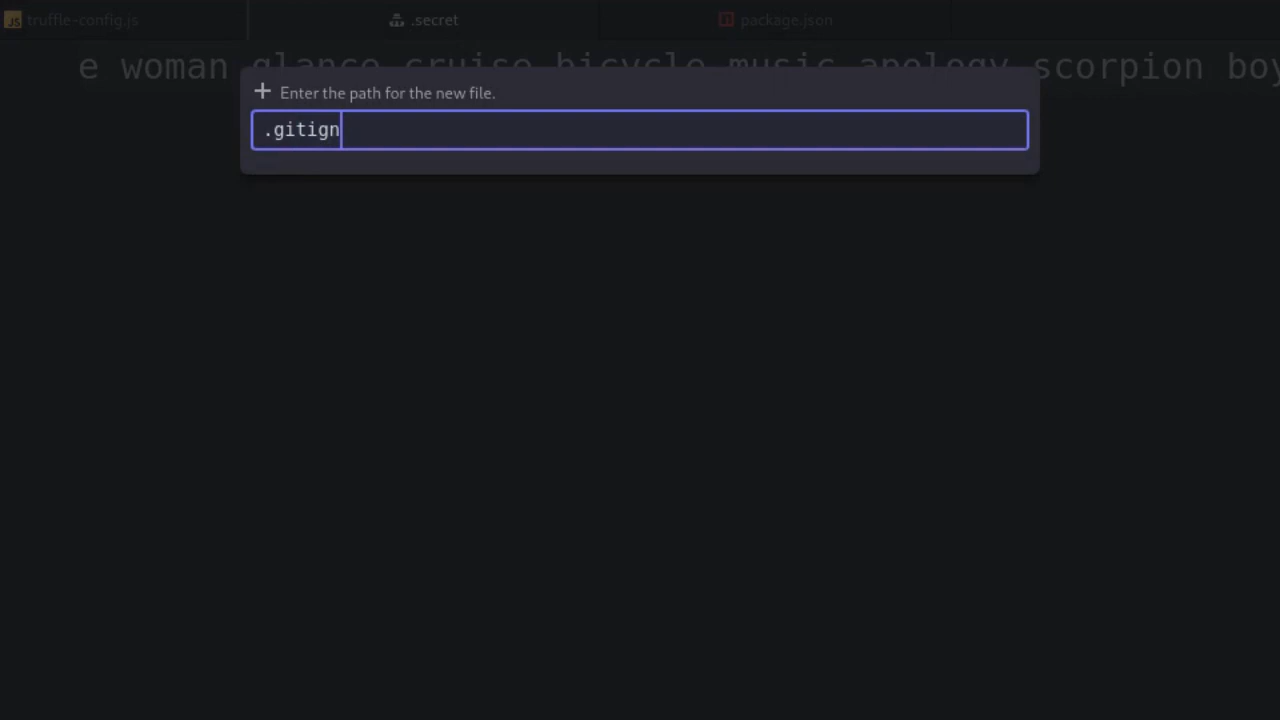 truffle-config.js .secret package.json
e woman glance cruise bicycle music apology scorpion boy
Enter the path for the new file.
.gitign